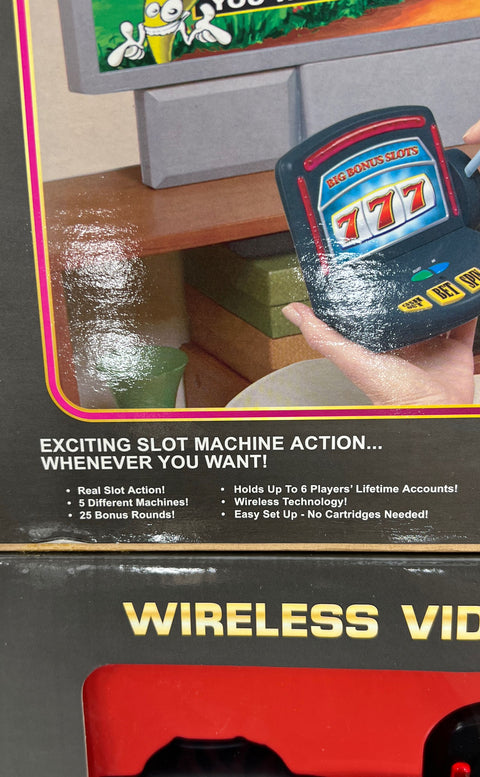 YOU
BIG BONUS SLOTS
777
BET
SPIN
EXCITING SLOT MACHINE ACTION...
WHENEVER YOU WANT!
• Real Slot Action!
• 5 Different Machines!
• 25 Bonus Rounds!
• Holds Up To 6 Players' Lifetime Accounts!
• Wireless Technology!
• Easy Set Up - No Cartridges Needed!
WIRELESS VID